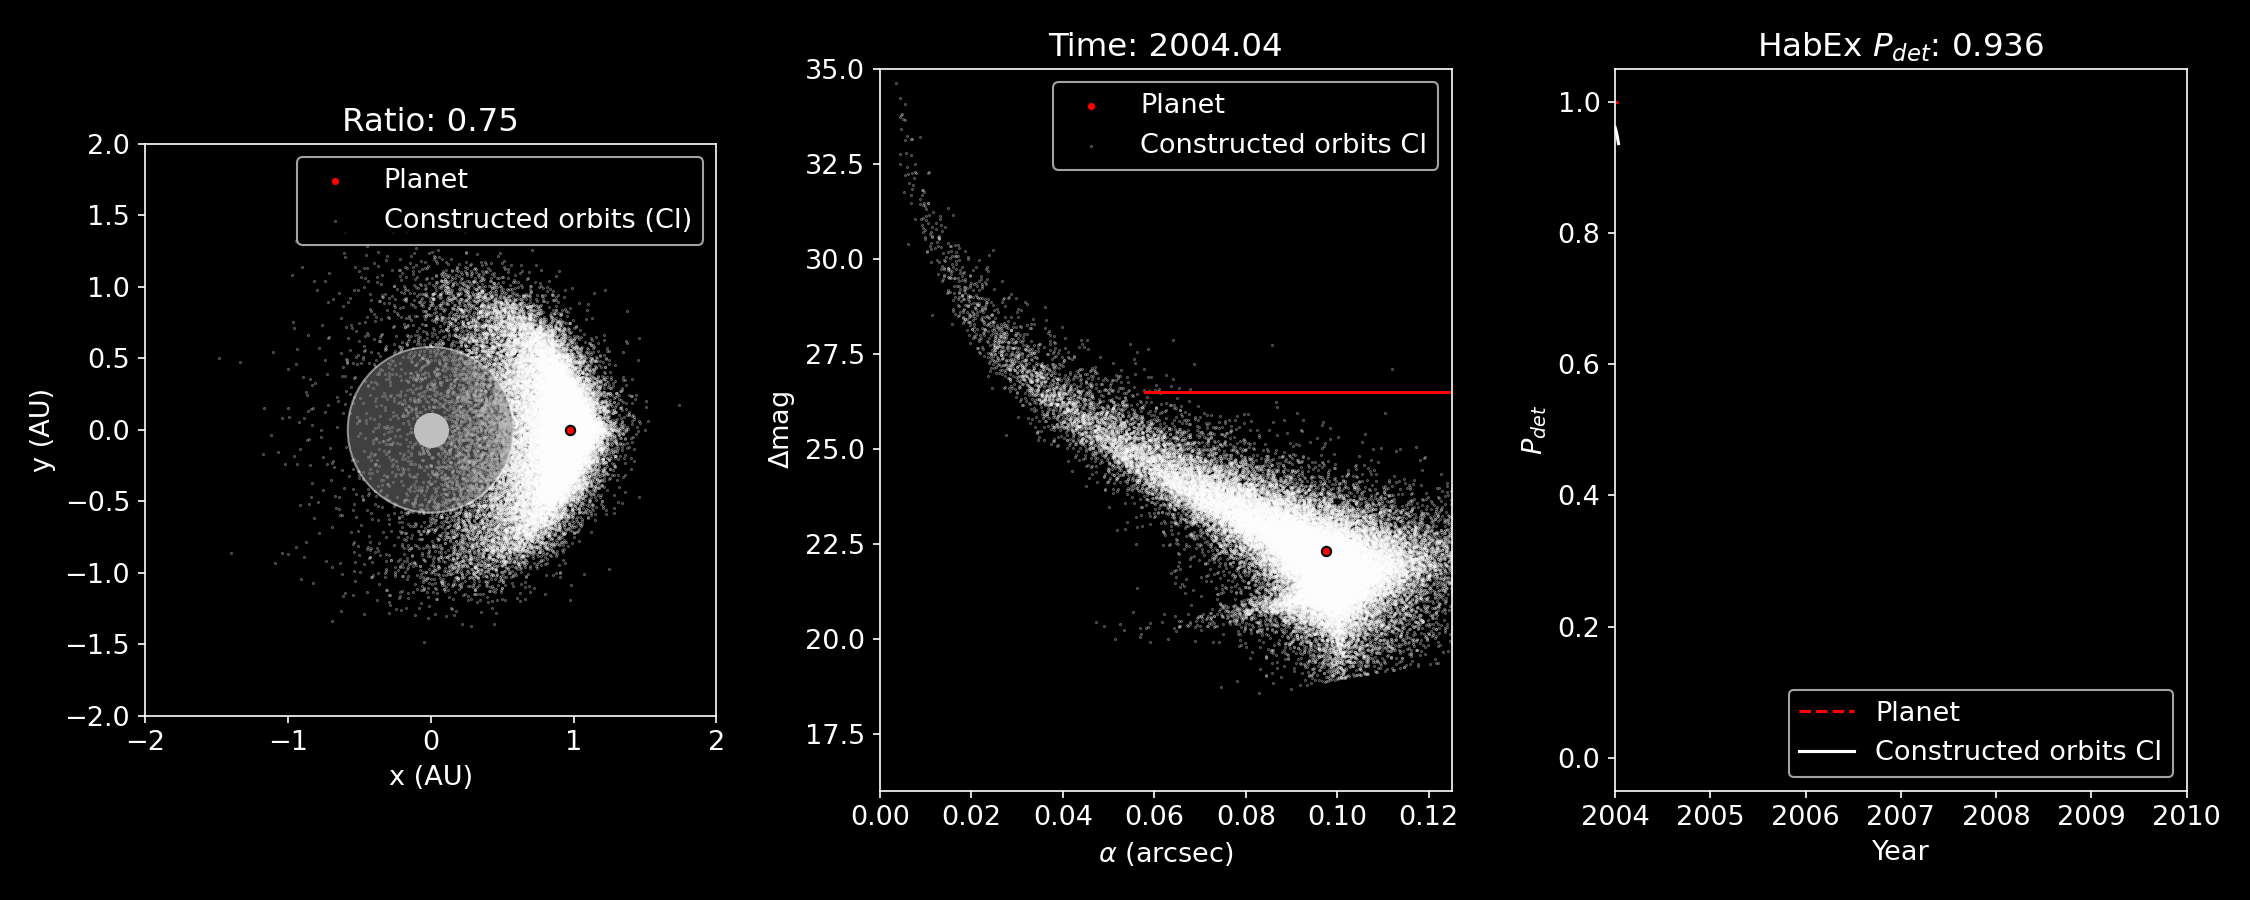 Ratio: 0.75
Planet
Constructed orbits (CI)
2.0
1.5
1.0
0.5
0.0
−0.5
−1.0
−1.5
−2.0
y (AU)
−2
−1
0
1
2
x (AU)
Time: 2004.04
Planet
Constructed orbits CI
35.0
32.5
30.0
27.5
25.0
22.5
20.0
17.5
Δmag
0.00
0.02
0.04
0.06
0.08
0.10
0.12
α (arcsec)
HabEx Pdet: 0.936
1.0
0.8
0.6
0.4
0.2
0.0
Pdet
Planet
Constructed orbits CI
2004
2005
2006
2007
2008
2009
2010
Year